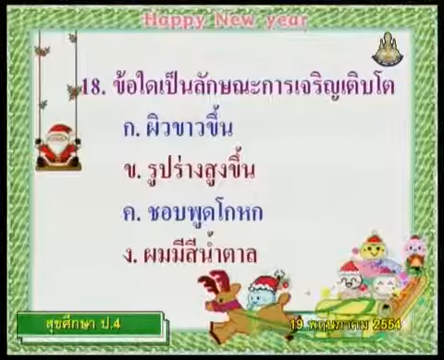 Happy New year
18. ข้อใดเป็นลักษณะการเจริญเติบโต
ก. ผิวขาวขึ้น
ข. รูปร่างสูงขึ้น
ค. ชอบพูดโกหก
ง. ผมมีสีน้ำตาล
สุขศึกษา ป.4
19 พฤษภาคม 2554